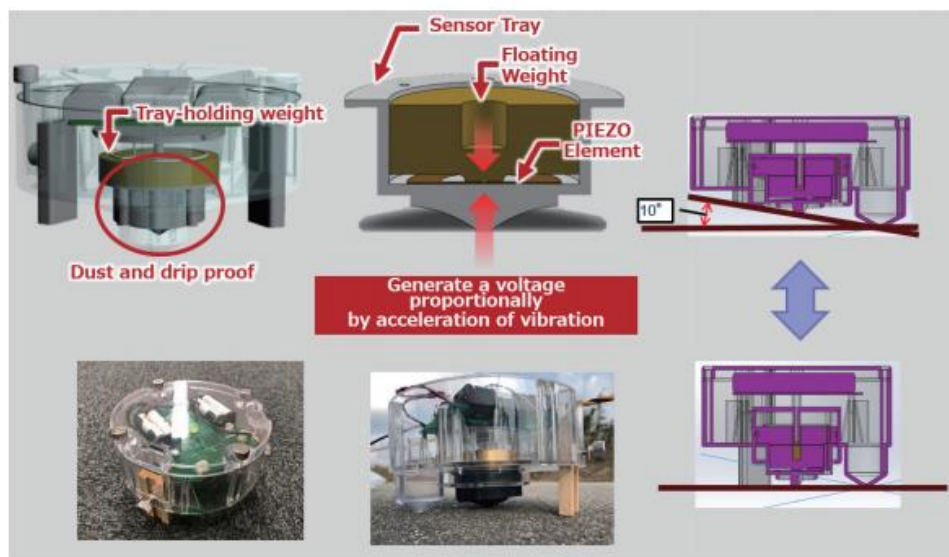 Sensor Tray
Floating
Weight
Tray-holding weight
PIEZO
Element
10°
Dust and drip proof
Generate a voltage
proportionally
by acceleration of vibration